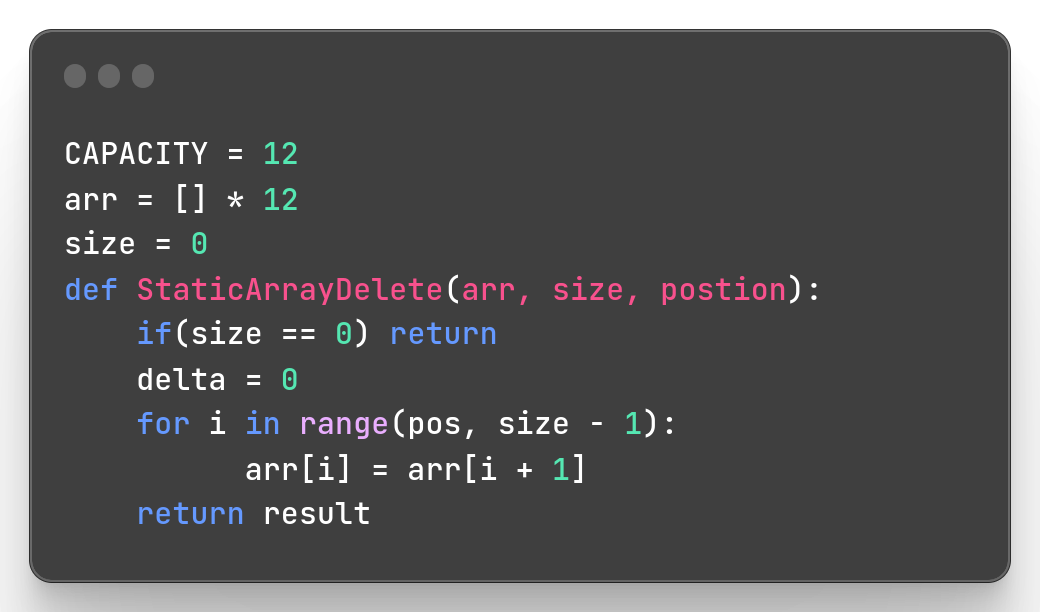 CAPACITY = 12
arr = [] * 12
size = 0
def StaticArrayDelete(arr, size, postion):
    if(size == 0) return
    delta = 0
    for i in range(pos, size - 1):
          arr[i] = arr[i + 1]
    return result